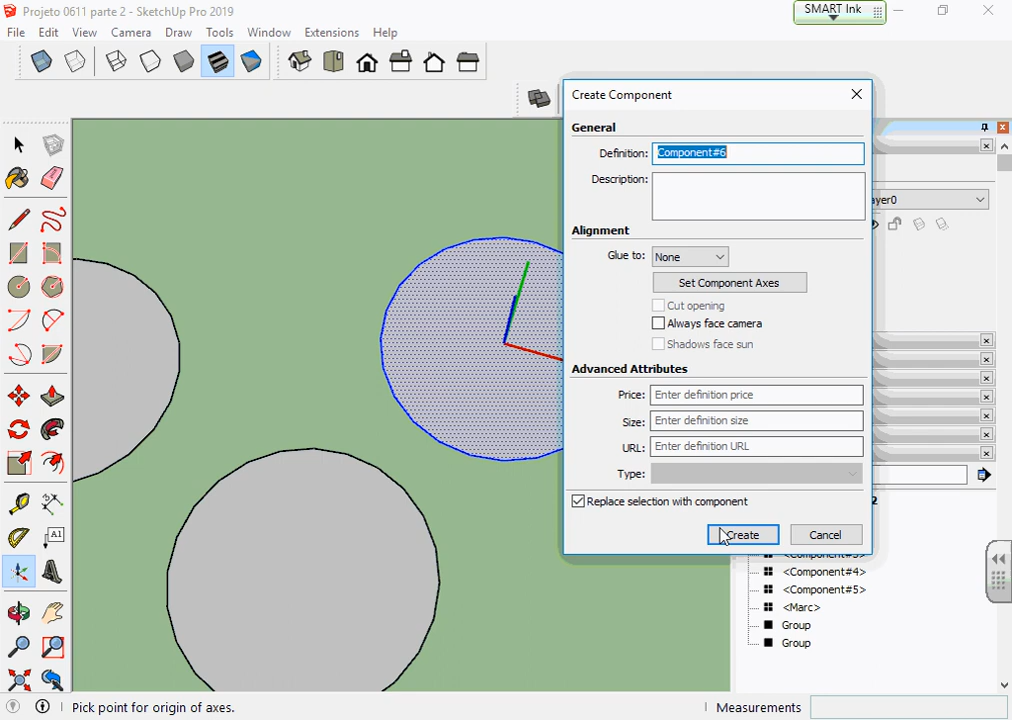 Projeto 0611 parte 2 - SketchUp Pro 2019
SMART Ink
File Edit View Camera Draw Tools Window Extensions Help
Create Component
General
Definition: Component#6
Description:
Alignment
Glue to: None
Set Component Axes
Cut opening
Always face camera
Shadows face sun
Advanced Attributes
Price: Enter definition price
Size: Enter definition size
URL: Enter definition URL
Type:
Replace selection with component
Create Cancel
ayer0
2
<Component#4>
<Component#5>
<Marc>
Group
Group
A1
Pick point for origin of axes.
Measurements